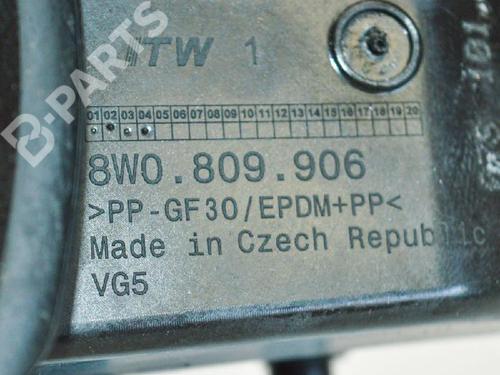 B-PARTS
ITW 1
01 02 03 04 05 06 07 08 09 10 11 12 13 14 15 16 17 18 19 20
8W0.809.906
>PP-GF30/EPDM+PP<
Made in Czech Republic
VG5